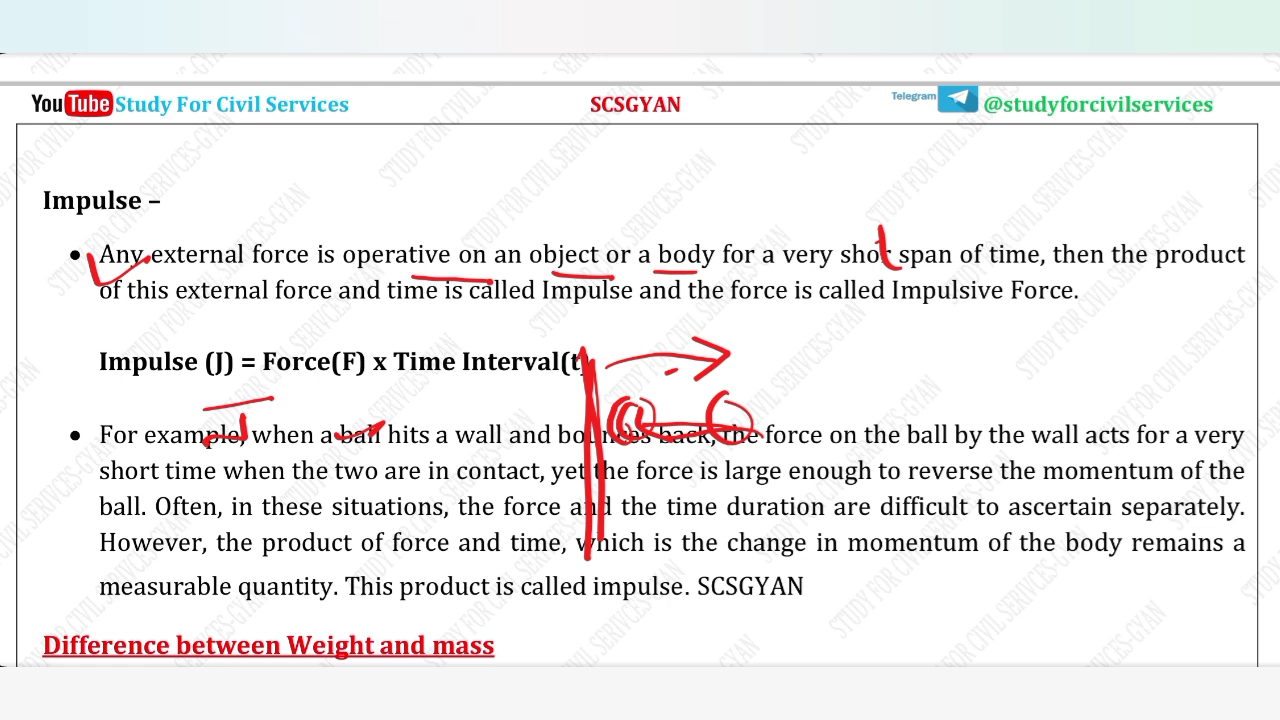 YouTube Study For Civil Services SCSGYAN Telegram @studyforcivilservices
Impulse –
• Any external force is operative on an object or a body for a very short span of time, then the product
of this external force and time is called Impulse and the force is called Impulsive Force.
Impulse (J) = Force(F) x Time Interval(t)
• For example, when a ball hits a wall and bounces back, the force on the ball by the wall acts for a very
short time when the two are in contact, yet the force is large enough to reverse the momentum of the
ball. Often, in these situations, the force and the time duration are difficult to ascertain separately.
However, the product of force and time, which is the change in momentum of the body remains a
measurable quantity. This product is called impulse. SCSGYAN
Difference between Weight and mass
STUDY FOR CIVIL SERIVCES-GYAN